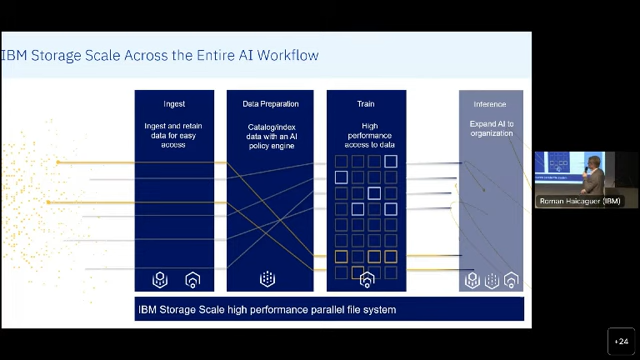 IBM Storage Scale Across the Entire AI Workflow
Ingest
Ingest and retain
data for easy
access
Data Preparation
Catalog/index
data with an AI
policy engine
Train
High
performance
access to data
Inference
Expand AI to
organization
IBM Storage Scale high performance parallel file system
Roman Haicaguer (IBM)
+24